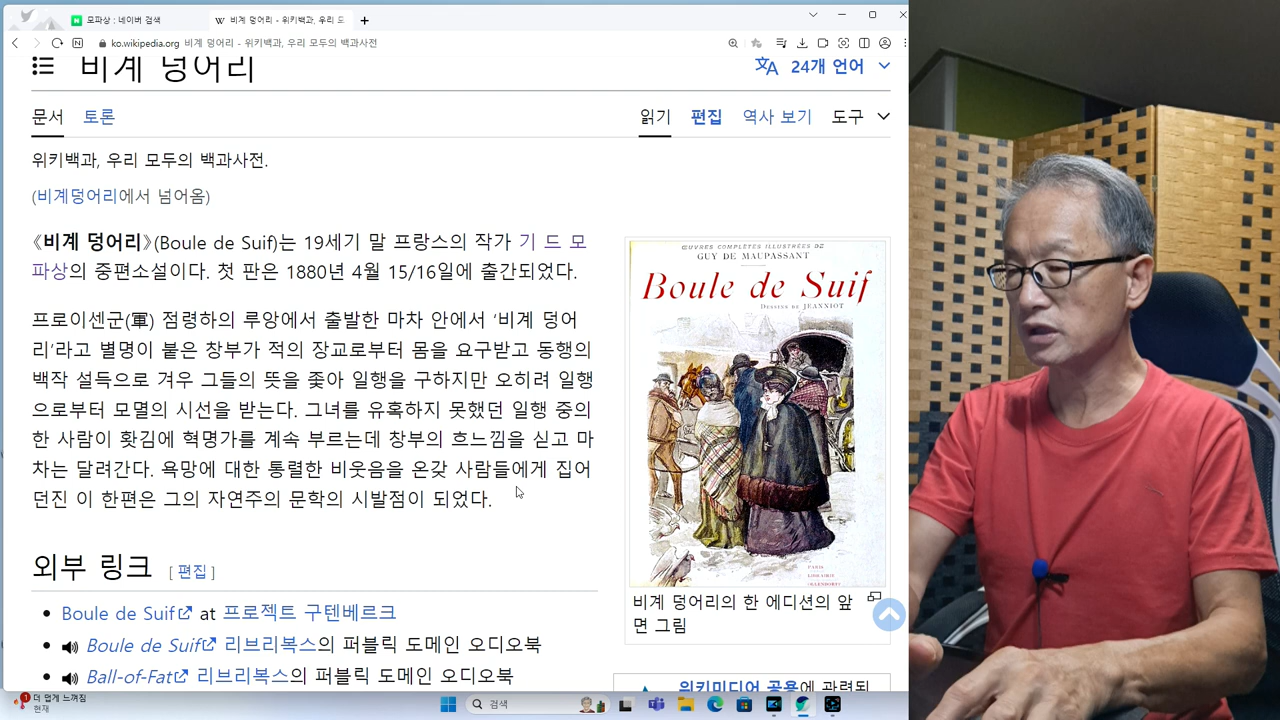 모파상 : 네이버 검색
비계 덩어리 - 위키백과, 우리 모
ko.wikipedia.org 비계 덩어리 - 위키백과, 우리 모두의 백과사전
비계 덩어리
24개 언어
문서 토론 읽기 편집 역사 보기 도구
위키백과, 우리 모두의 백과사전.
(비계덩어리에서 넘어옴)
《비계 덩어리》(Boule de Suif)는 19세기 말 프랑스의 작가 기 드 모
파상의 중편소설이다. 첫 판은 1880년 4월 15/16일에 출간되었다.
프로이센군(軍) 점령하의 루앙에서 출발한 마차 안에서 ‘비계 덩어
리’라고 별명이 붙은 창부가 적의 장교로부터 몸을 요구받고 동행의
백작 설득으로 겨우 그들의 뜻을 좇아 일행을 구하지만 오히려 일행
으로부터 모멸의 시선을 받는다. 그녀를 유혹하지 못했던 일행 중의
한 사람이 홧김에 혁명가를 계속 부르는데 창부의 흐느낌을 싣고 마
차는 달려간다. 욕망에 대한 통렬한 비웃음을 온갖 사람들에게 집어
던진 이 한편은 그의 자연주의 문학의 시발점이 되었다.
ŒUVRES COMPLÈTES ILLUSTRÉES DE
GUY DE MAUPASSANT
Boule de Suif
Dessins de JEANNIOT
PARIS
LIBRAIRIE
비계 덩어리의 한 에디션의 앞
면 그림
외부 링크 [ 편집 ]
Boule de Suif at 프로젝트 구텐베르크
Boule de Suif 리브리복스의 퍼블릭 도메인 오디오북
Ball-of-Fat 리브리복스의 퍼블릭 도메인 오디오북
위키미디어 공용에 관련된
1
더 덥게 느껴짐
현재
검색